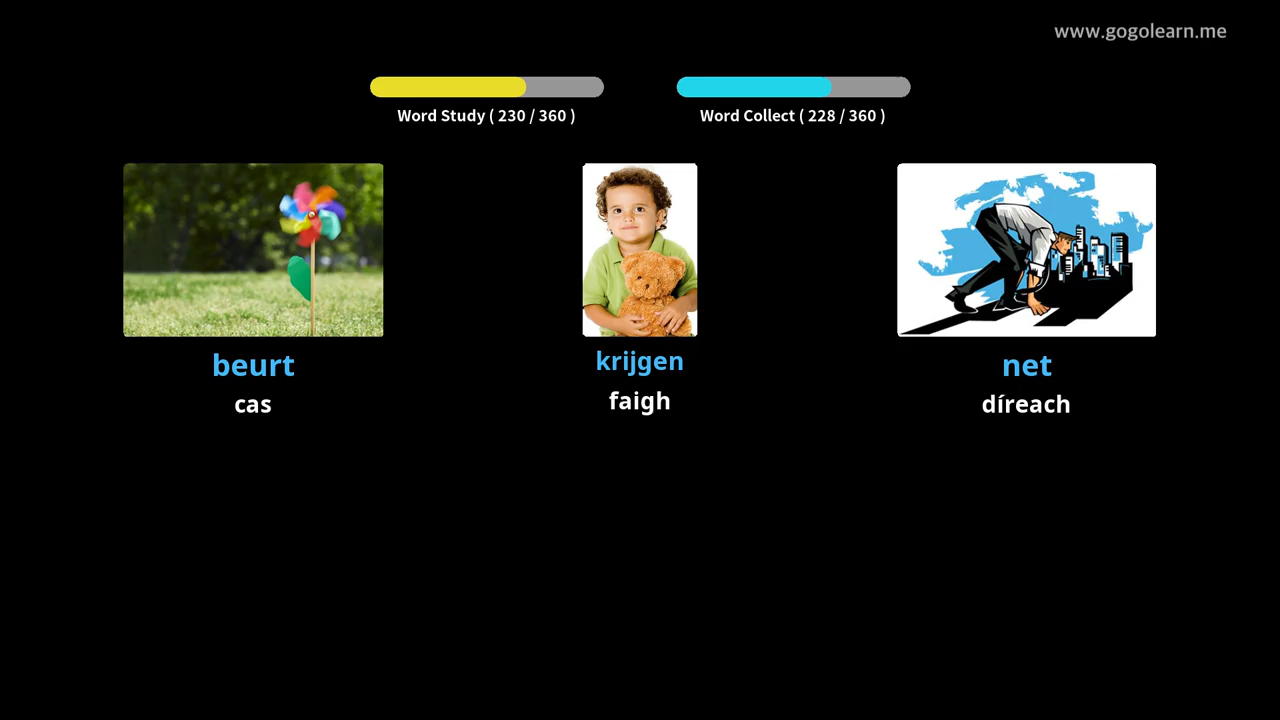 www.gogolearn.me
Word Study ( 230 / 360 )
Word Collect ( 228 / 360 )
beurt
cas
krijgen
faigh
net
díreach